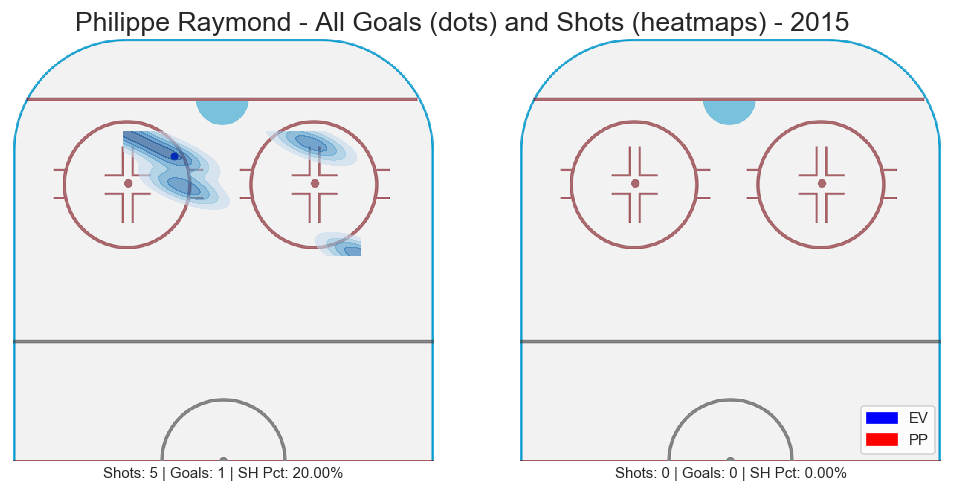 Philippe Raymond - All Goals (dots) and Shots (heatmaps) - 2015
EV
PP
Shots: 5 | Goals: 1 | SH Pct: 20.00%
Shots: 0 | Goals: 0 | SH Pct: 0.00%